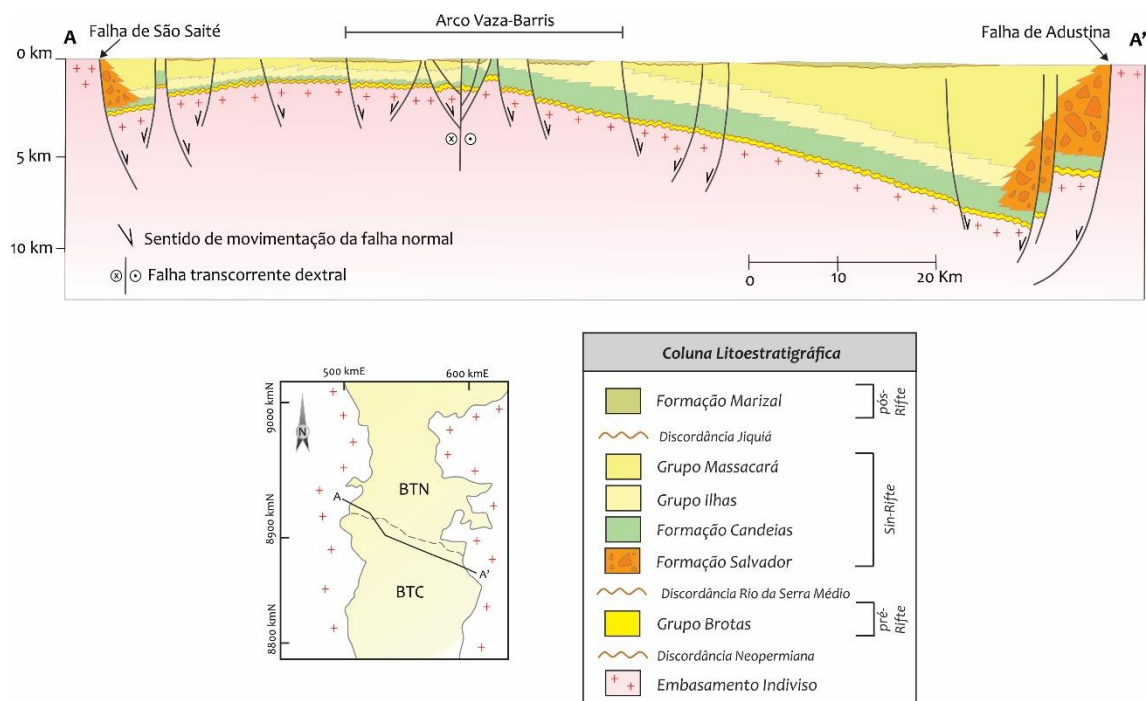 Arco Vaza-Barris
A
Falha de São Saité
Falha de Adustina
A'
0 km
5 km
10 km
Sentido de movimentação da falha normal
Falha transcorrente dextral
0 10 20 Km
500 kmE 600 kmE
9000 kmN
8900 kmN
8800 kmN
N
A
BTN
A'
BTC
Coluna Litoestratigráfica
Formação Marizal
pós-Rifte
Discordância Jiquiá
Grupo Massacará
Grupo Ilhas
Sin-Rifte
Formação Candeias
Formação Salvador
Discordância Rio da Serra Médio
Grupo Brotas
pré-Rifte
Discordância Neopermiana
Embasamento Indiviso